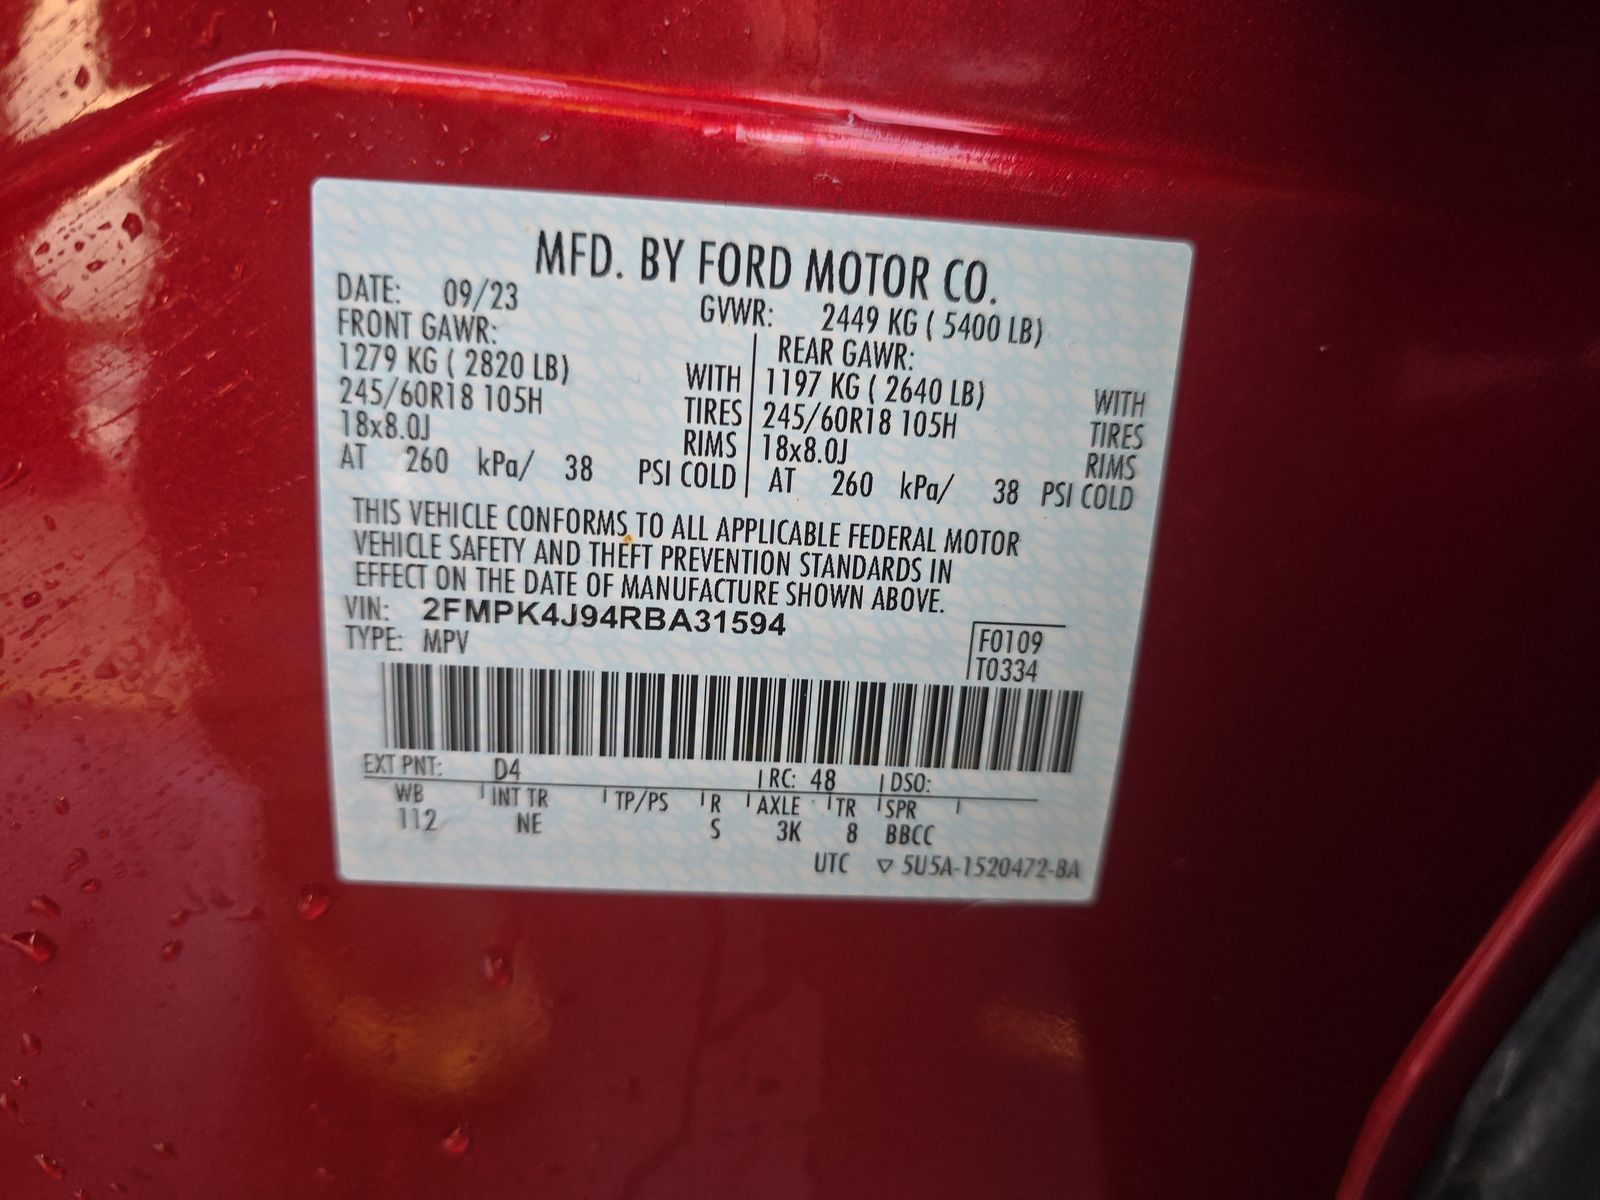 MFD. BY FORD MOTOR CO.
DATE: 09/23 GVWR: 2449 KG ( 5400 LB)
FRONT GAWR: REAR GAWR:
1279 KG ( 2820 LB) WITH 1197 KG ( 2640 LB) WITH
245/60R18 105H TIRES 245/60R18 105H TIRES
18x8.0J RIMS 18x8.0J RIMS
AT 260 kPa/ 38 PSI COLD AT 260 kPa/ 38 PSI COLD
THIS VEHICLE CONFORMS TO ALL APPLICABLE FEDERAL MOTOR
VEHICLE SAFETY AND THEFT PREVENTION STANDARDS IN
EFFECT ON THE DATE OF MANUFACTURE SHOWN ABOVE.
VIN: 2FMPK4J94RBA31594
TYPE: MPV
F0109
T0334
EXT PNT: D4 RC: 48 DSO:
WB INT TR TP/PS R AXLE TR SPR
112 NE S 3K 8 BBCC
UTC ▽ 5U5A-1520472-BA